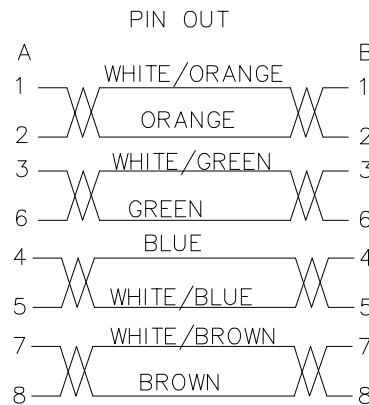 PIN OUT
A B
1 WHITE/ORANGE 1
2 ORANGE 2
3 WHITE/GREEN 3
6 GREEN 6
4 BLUE 4
5 WHITE/BLUE 5
7 WHITE/BROWN 7
8 BROWN 8